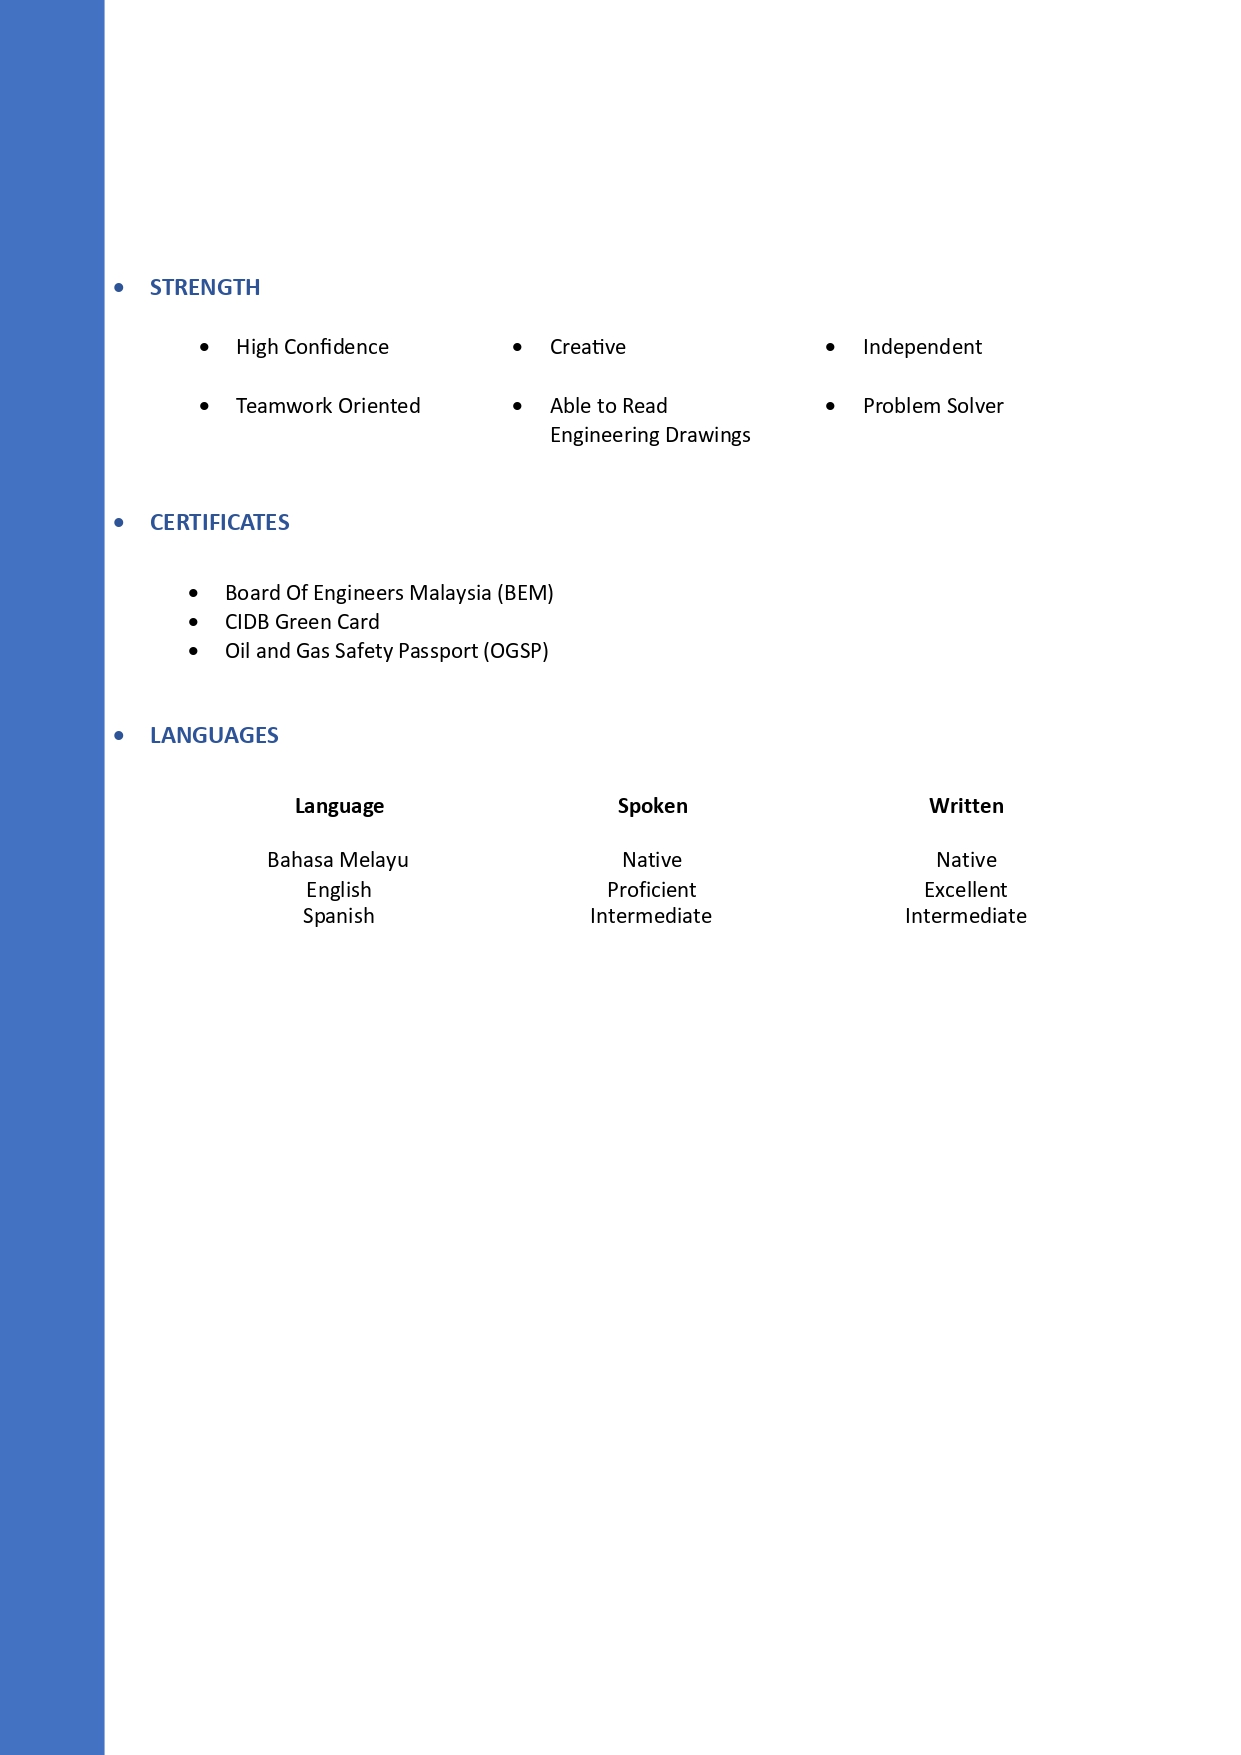 • STRENGTH
• High Confidence • Creative • Independent
• Teamwork Oriented • Able to Read • Problem Solver
Engineering Drawings
• CERTIFICATES
• Board Of Engineers Malaysia (BEM)
• CIDB Green Card
• Oil and Gas Safety Passport (OGSP)
• LANGUAGES
Language Spoken Written
Bahasa Melayu Native Native
English Proficient Excellent
Spanish Intermediate Intermediate